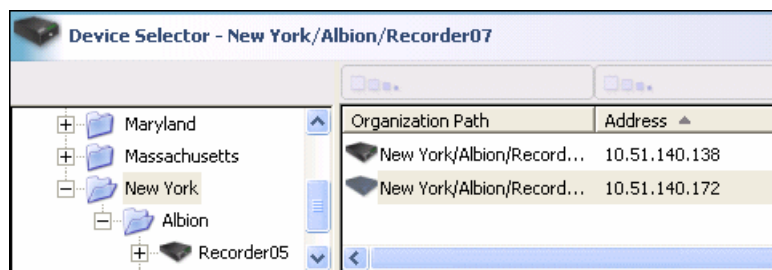 Device Selector - New York/Albion/Recorder07
Organization Path Address
Maryland
Massachusetts
New York
Albion
Recorder05
New York/Albion/Record... 10.51.140.138
New York/Albion/Record... 10.51.140.172